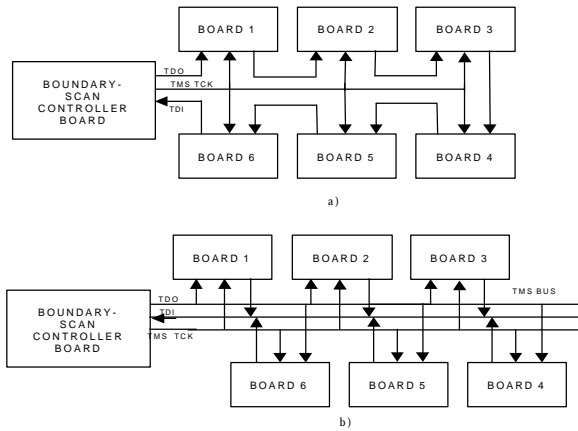 BOARD 1
BOARD 2
BOARD 3
BOUNDARY-
SCAN
CONTROLLER
BOARD
TDO
TMS TCK
TDI
BOARD 6
BOARD 5
BOARD 4
a)
BOARD 1
BOARD 2
BOARD 3
BOUNDARY-
SCAN
CONTROLLER
BOARD
TDO
TMS BUS
TDI
TMS TCK
BOARD 6
BOARD 5
BOARD 4
b)